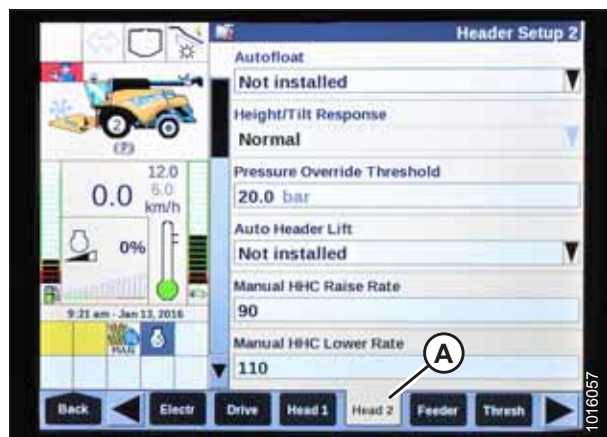 Header Setup 2
Autofloat
Not installed
Height/Tilt Response
Normal
Pressure Override Threshold
20.0 bar
Auto Header Lift
Not installed
Manual HHC Raise Rate
90
Manual HHC Lower Rate
110
2
(?)
12.0
6.0
0.0 km/h
0%
9:21 am - Jan 13, 2016
MAN
A
Back
Electr
Drive
Head 1
Head 2
Feeder
Thresh
1016057